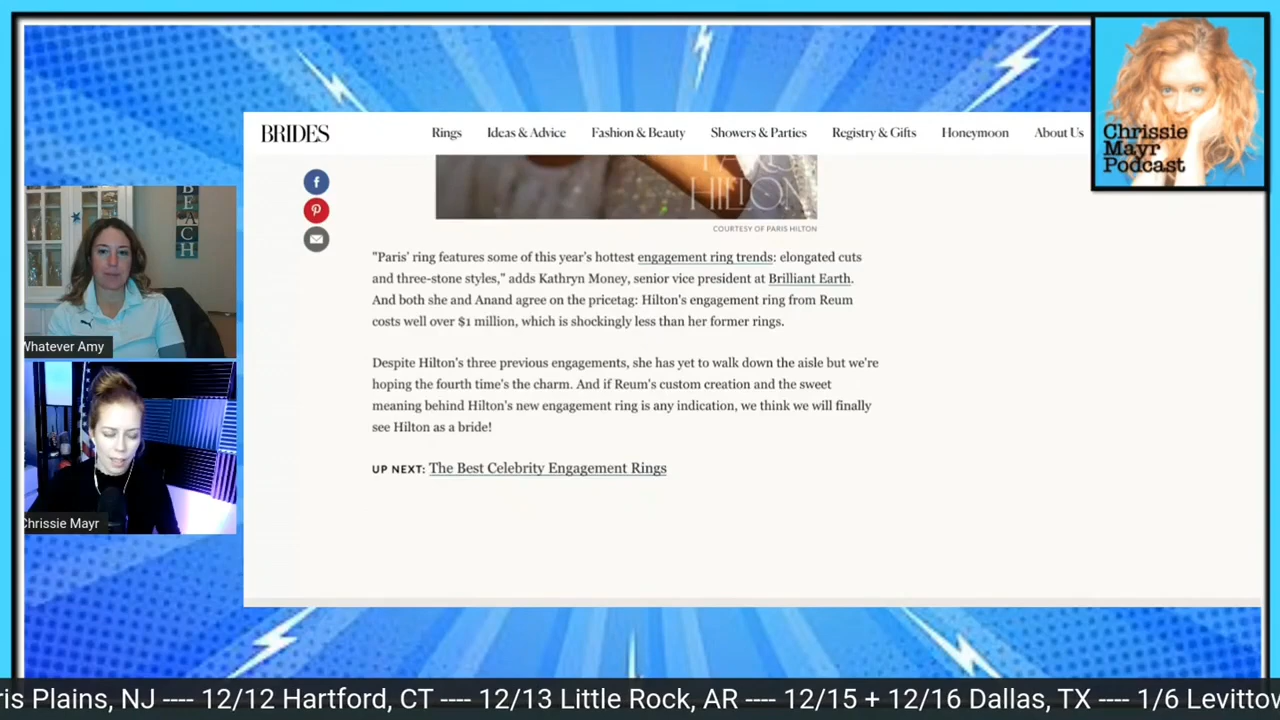 BRIDES
Rings Ideas & Advice Fashion & Beauty Showers & Parties Registry & Gifts Honeymoon About Us
Chrissie
Mayr
Podcast
HILTON
COURTESY OF PARIS HILTON
"Paris' ring features some of this year's hottest engagement ring trends: elongated cuts
and three-stone styles," adds Kathryn Money, senior vice president at Brilliant Earth.
And both she and Anand agree on the pricetag: Hilton's engagement ring from Reum
costs well over $1 million, which is shockingly less than her former rings.
Despite Hilton's three previous engagements, she has yet to walk down the aisle but we're
hoping the fourth time's the charm. And if Reum's custom creation and the sweet
meaning behind Hilton's new engagement ring is any indication, we think we will finally
see Hilton as a bride!
UP NEXT: The Best Celebrity Engagement Rings
BEACH
Whatever Amy
Chrissie Mayr
ris Plains, NJ ---- 12/12 Hartford, CT ---- 12/13 Little Rock, AR ---- 12/15 + 12/16 Dallas, TX ---- 1/6 Levittow